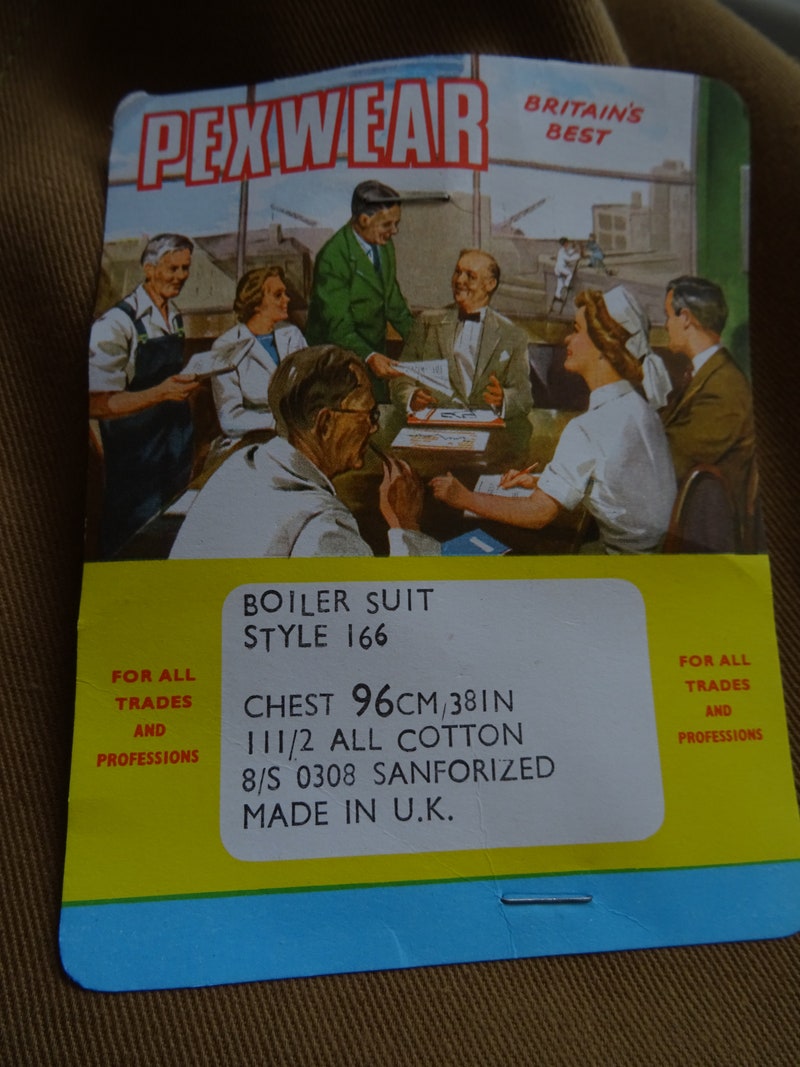 PEXWEAR
BRITAIN'S
BEST
BOILER SUIT
STYLE 166
CHEST 96CM/38IN
111/2 ALL COTTON
8/S 0308 SANFORIZED
MADE IN U.K.
FOR ALL
TRADES
AND
PROFESSIONS
FOR ALL
TRADES
AND
PROFESSIONS